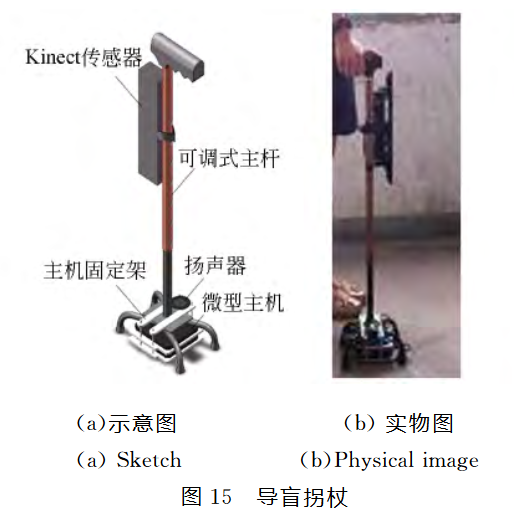 Kinect传感器
可调式主杆
主机固定架
扬声器
微型主机
(a)示意图
(b) 实物图
(a) Sketch
(b)Physical image
图 15 导盲拐杖